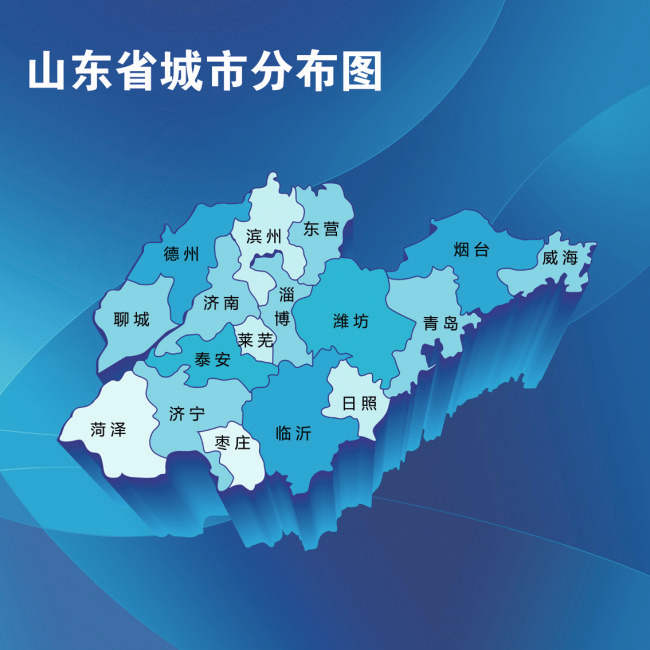 山东省城市分布图
滨州
东营
德州
烟台
威海
济南
淄博
聊城
潍坊
青岛
莱芜
泰安
日照
济宁
菏泽
临沂
枣庄